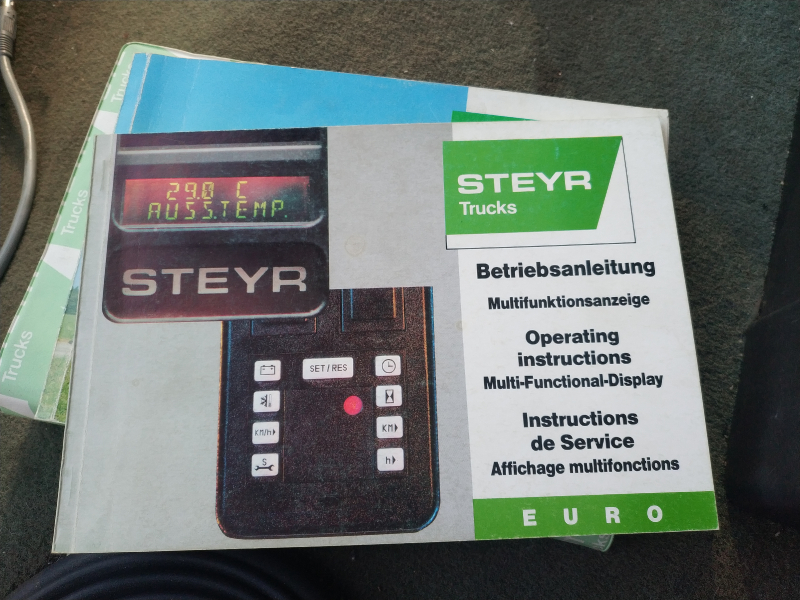 Trucks
Trucks
Trucks
29.0 C
AUSS.TEMP.
STEYR
SET/RES
KM/h
S
KM
h
STEYR
Trucks
Betriebsanleitung
Multifunktionsanzeige
Operating
instructions
Multi-Functional-Display
Instructions
de Service
Affichage multifonctions
EURO